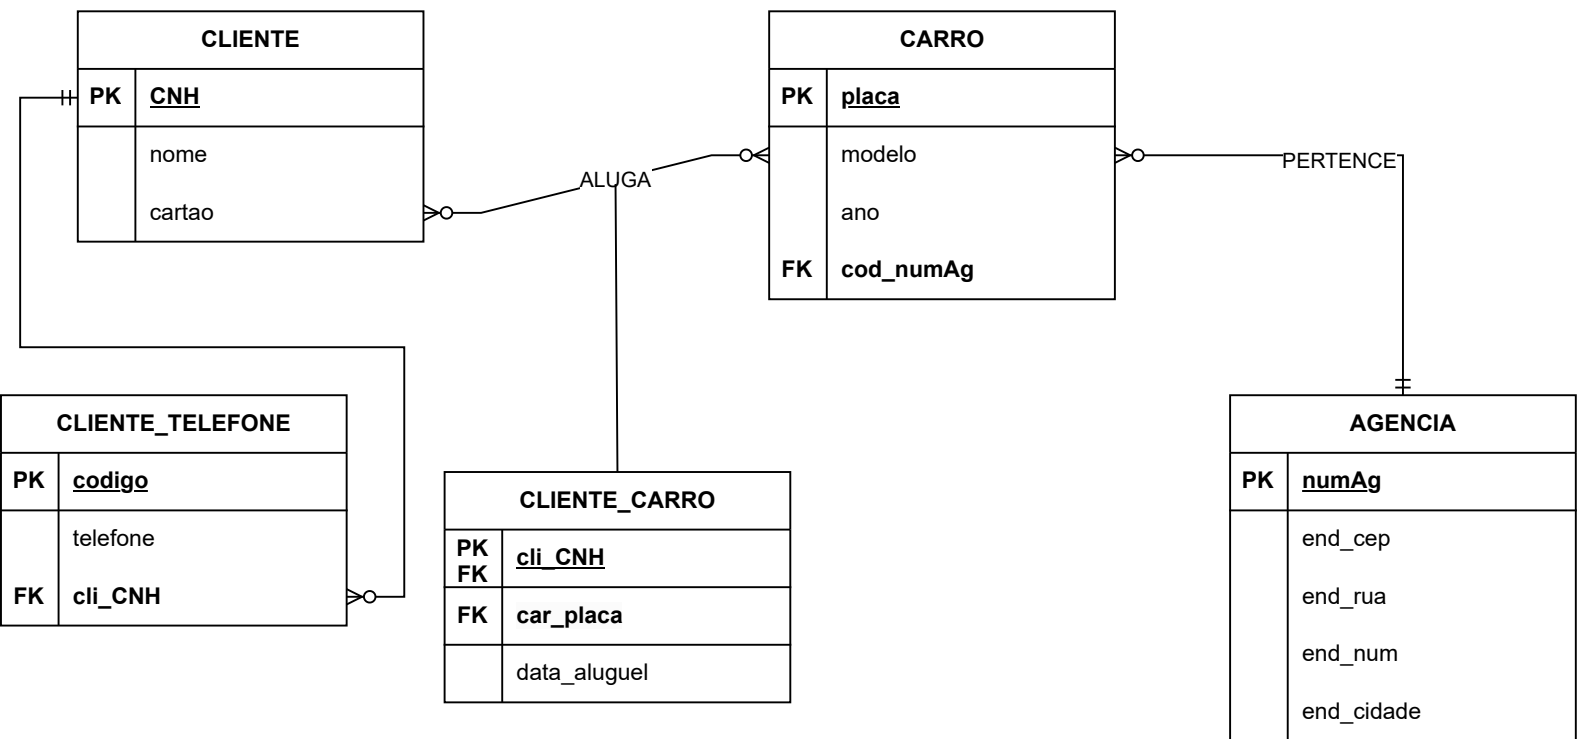 CLIENTE
PK CNH
nome
cartao
ALUGA
CARRO
PK placa
modelo
ano
FK cod_numAg
PERTENCE
CLIENTE_TELEFONE
PK codigo
telefone
FK cli_CNH
CLIENTE_CARRO
PK
FK cli_CNH
FK car_placa
data_aluguel
AGENCIA
PK numAg
end_cep
end_rua
end_num
end_cidade